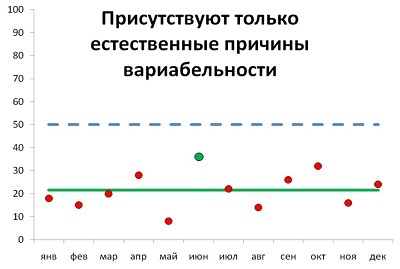 Присутствуют только
естественные причины
вариабельности
100
90
80
70
60
50
40
30
20
10
0
янв фев мар апр май июн июл авг сен окт ноя дек